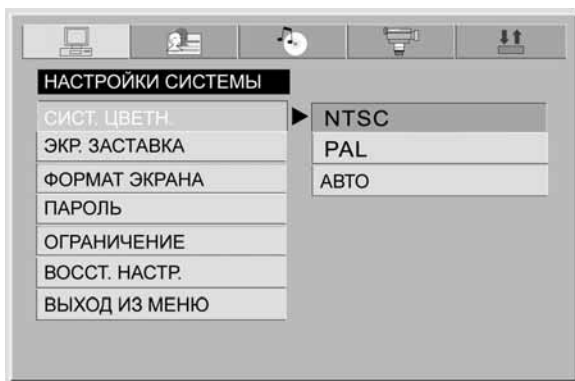 НАСТРОЙКИ СИСТЕМЫ
СИСТ. ЦВЕТН.
ЭКР. ЗАСТАВКА
ФОРМАТ ЭКРАНА
ПАРОЛЬ
ОГРАНИЧЕНИЕ
ВОССТ. НАСТР.
ВЫХОД ИЗ МЕНЮ
NTSC
PAL
АВТО